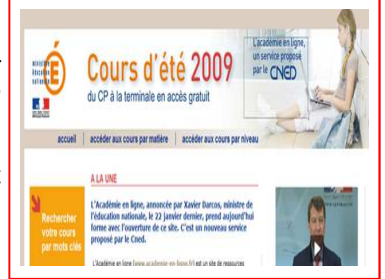 ministère
éducation
nationale
Cours d'été 2009
du CP à la terminale en accès gratuit
L'académie en ligne,
un service proposé
par le CNED
accueil | accéder aux cours par matière | accéder aux cours par niveau
A LA UNE
Rechercher
votre cours
par mots clés
L'Académie en ligne, annoncée par Xavier Darcos, ministre de
l'éducation nationale, le 22 janvier dernier, prend aujourd'hui
forme avec l'ouverture de ce site. C'est un nouveau service
proposé par le Cned.
L'Académie en ligne (www.academie-en-ligne.fr) est un site de ressources